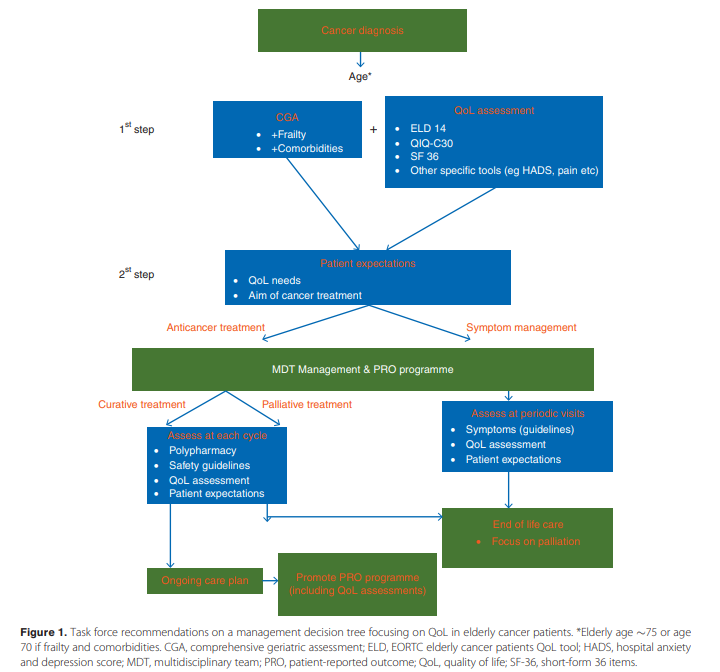 Cancer diagnosis
Age*
1st step
CGA
• +Frailty
• +Comorbidities
+
QoL assessment
• ELD 14
• QIQ-C30
• SF 36
• Other specific tools (eg HADS, pain etc)
2st step
Patient expectations
• QoL needs
• Aim of cancer treatment
Anticancer treatment
Symptom management
MDT Management & PRO programme
Curative treatment
Palliative treatment
Assess at each cycle
• Polypharmacy
• Safety guidelines
• QoL assessment
• Patient expectations
Assess at periodic visits
• Symptoms (guidelines)
• QoL assessment
• Patient expectations
End of life care
• Focus on palliation
Ongoing care plan
Promote PRO programme
(including QoL assessments)
Figure 1. Task force recommendations on a management decision tree focusing on QoL in elderly cancer patients. *Elderly age ~75 or age
70 if frailty and comorbidities. CGA, comprehensive geriatric assessment; ELD, EORTC elderly cancer patients QoL tool; HADS, hospital anxiety
and depression score; MDT, multidisciplinary team; PRO, patient-reported outcome; QoL, quality of life; SF-36, short-form 36 items.